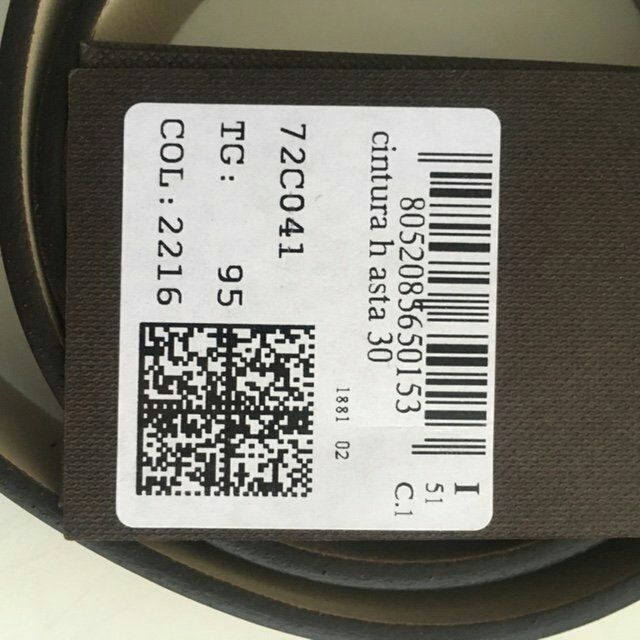 I
51
C.1
8052085650153
cintura h asta 30
1881 02
72C041
TG: 95
COL:2216